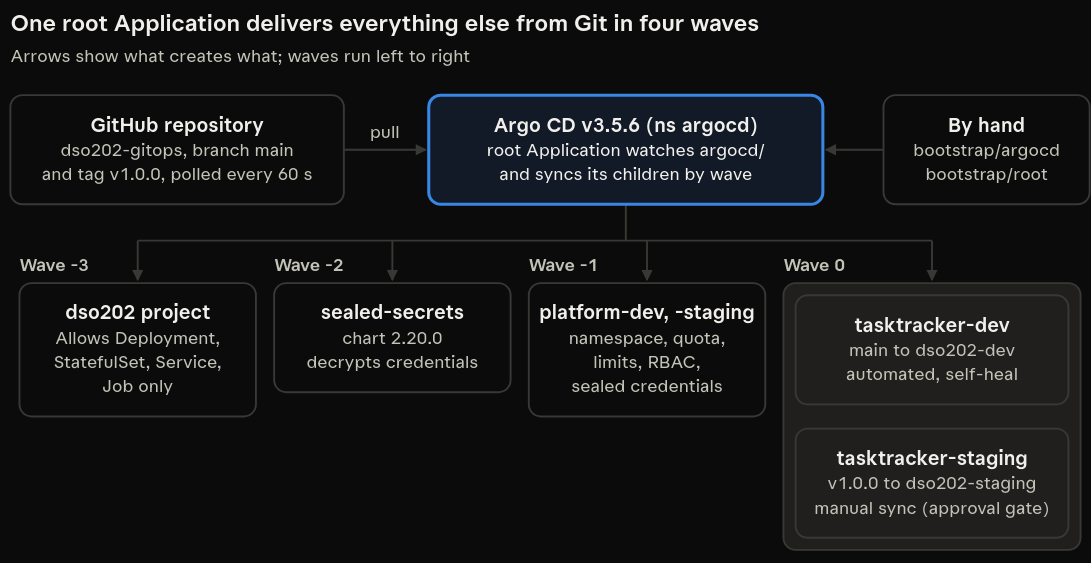 One root Application delivers everything else from Git in four waves
Arrows show what creates what; waves run left to right
GitHub repository
dso202-gitops, branch main
and tag v1.0.0, polled every 60 s
pull
Argo CD v3.5.6 (ns argocd)
root Application watches argocd/
and syncs its children by wave
By hand
bootstrap/argocd
bootstrap/root
Wave -3
dso202 project
Allows Deployment,
StatefulSet, Service,
Job only
Wave -2
sealed-secrets
chart 2.20.0
decrypts credentials
Wave -1
platform-dev, -staging
namespace, quota,
limits, RBAC,
sealed credentials
Wave 0
tasktracker-dev
main to dso202-dev
automated, self-heal
tasktracker-staging
v1.0.0 to dso202-staging
manual sync (approval gate)